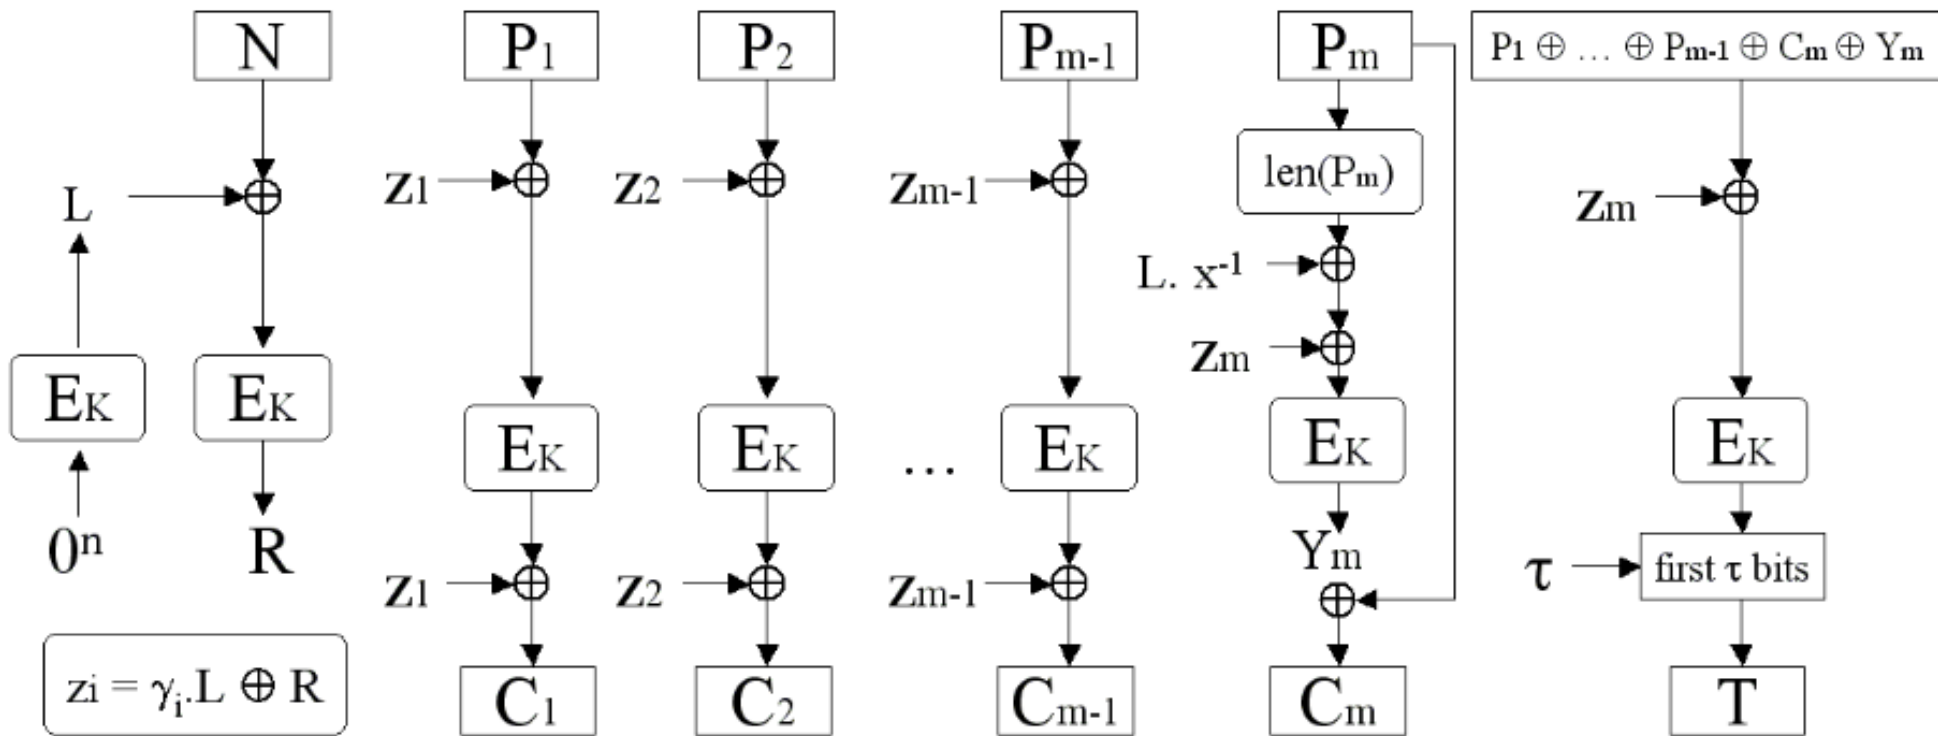 N
P1
P2
Pm-1
Pm
P1 ⊕ ... ⊕ Pm-1 ⊕ Cm ⊕ Ym
len(Pm)
L
z1
z2
zm-1
zm
L. x⁻¹
zm
EK
EK
EK
EK
...
EK
EK
EK
0ⁿ
R
Ym
τ
first τ bits
z1
z2
zm-1
zi = γi.L ⊕ R
C1
C2
Cm-1
Cm
T